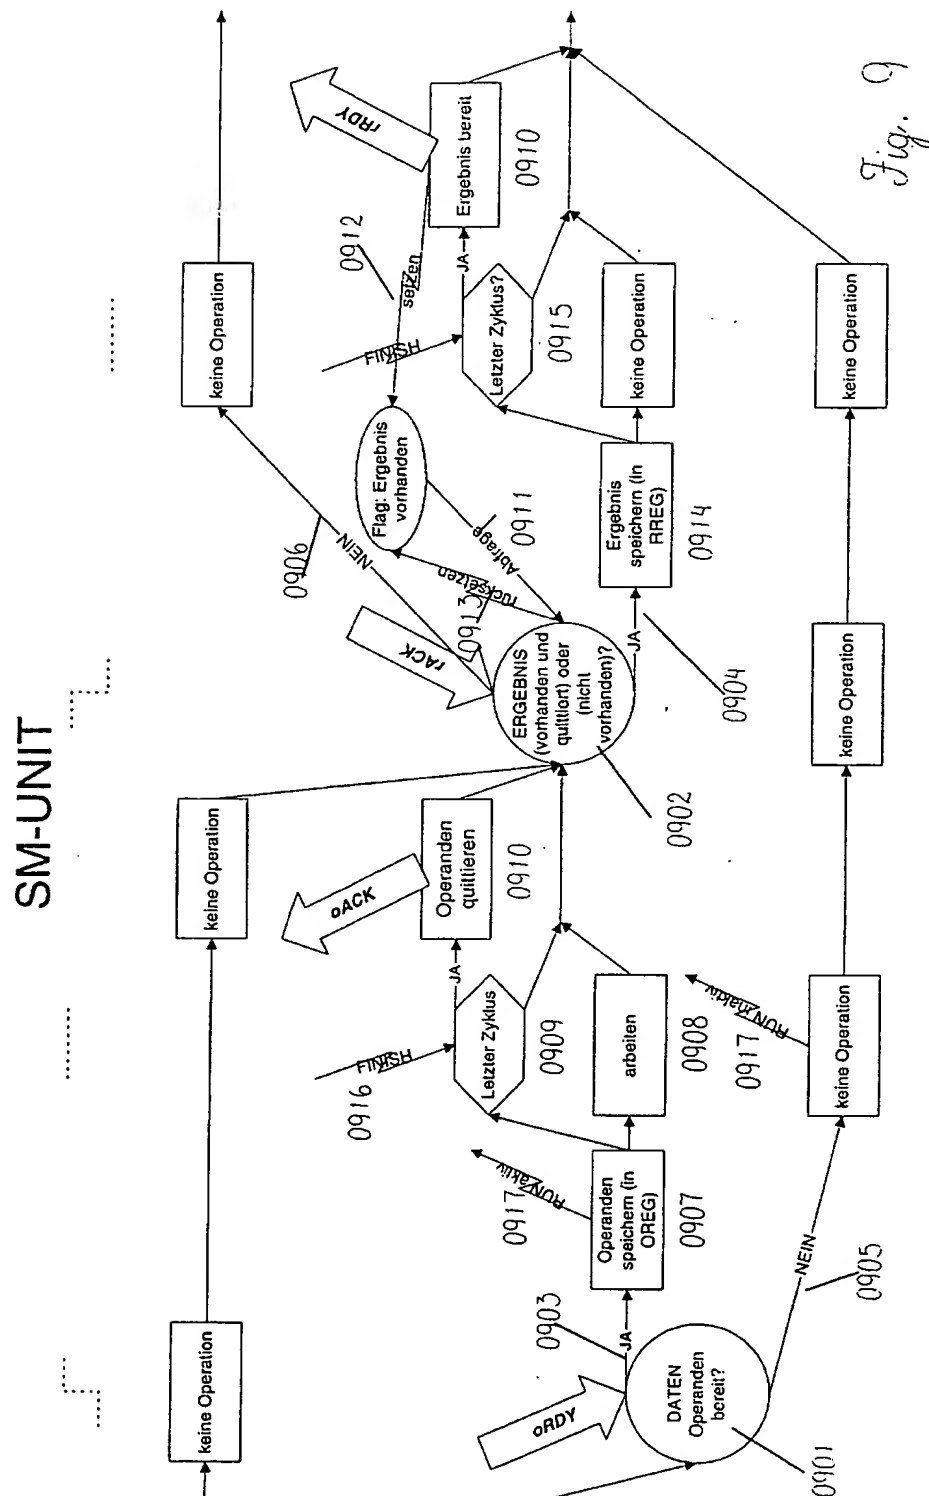 SM-UNIT
keine Operation
keine Operation
keine Operation
oRDY
DATEN
Operanden
bereit?
0901
0903
JA
NEIN
0905
Operanden
speichern (in
OREG)
0907
0917
RUN aktiv
arbeiten
0908
Letzter Zyklus
0909
0916
FINISH
JA
Operanden
quittieren
0910
oACK
keine Operation
0917
RUN inaktiv
keine Operation
keine Operation
ERGEBNIS
(vorhanden und
quittiert) oder
(nicht
vorhanden)?
0902
rACK
0913
rücksetzen
Abfrage
0911
NEIN
0906
JA
0904
Flag: Ergebnis
vorhanden
setzen
0912
Ergebnis
speichern (in
RREG)
0914
Letzter Zyklus?
0915
FINISH
JA
Ergebnis bereit
0910
rRDY
keine Operation
keine Operation
Fig. 9